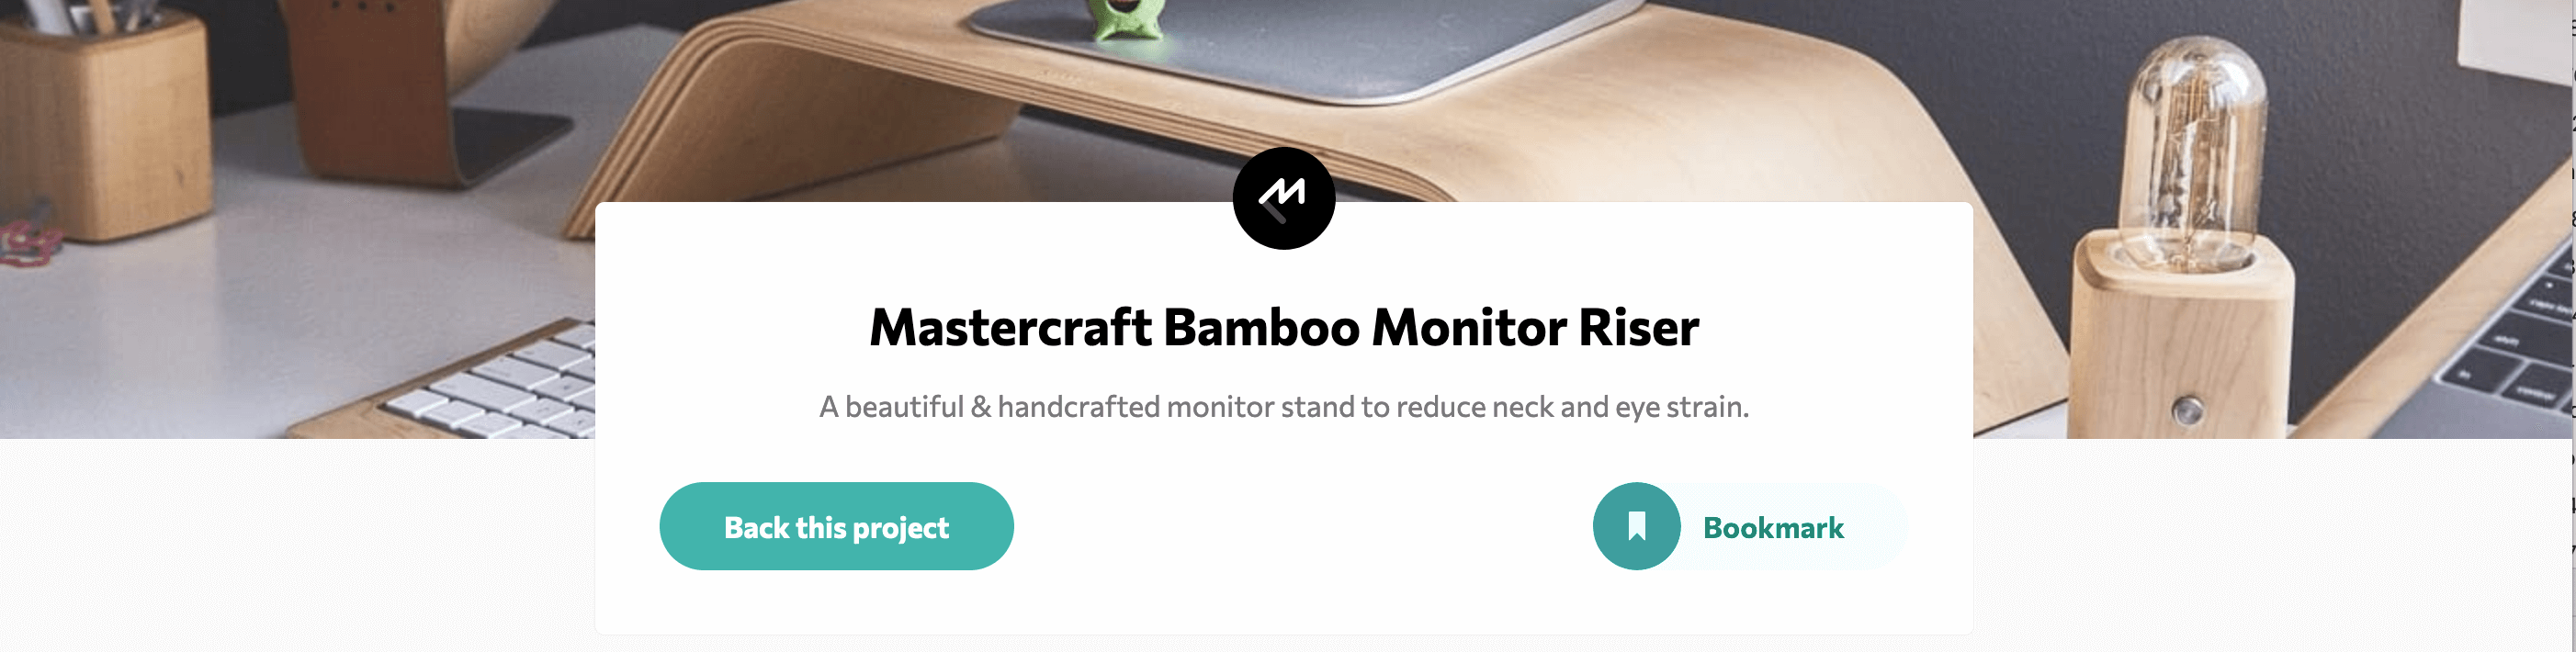 Mastercraft Bamboo Monitor Riser
A beautiful & handcrafted monitor stand to reduce neck and eye strain.
Back this project
Bookmark